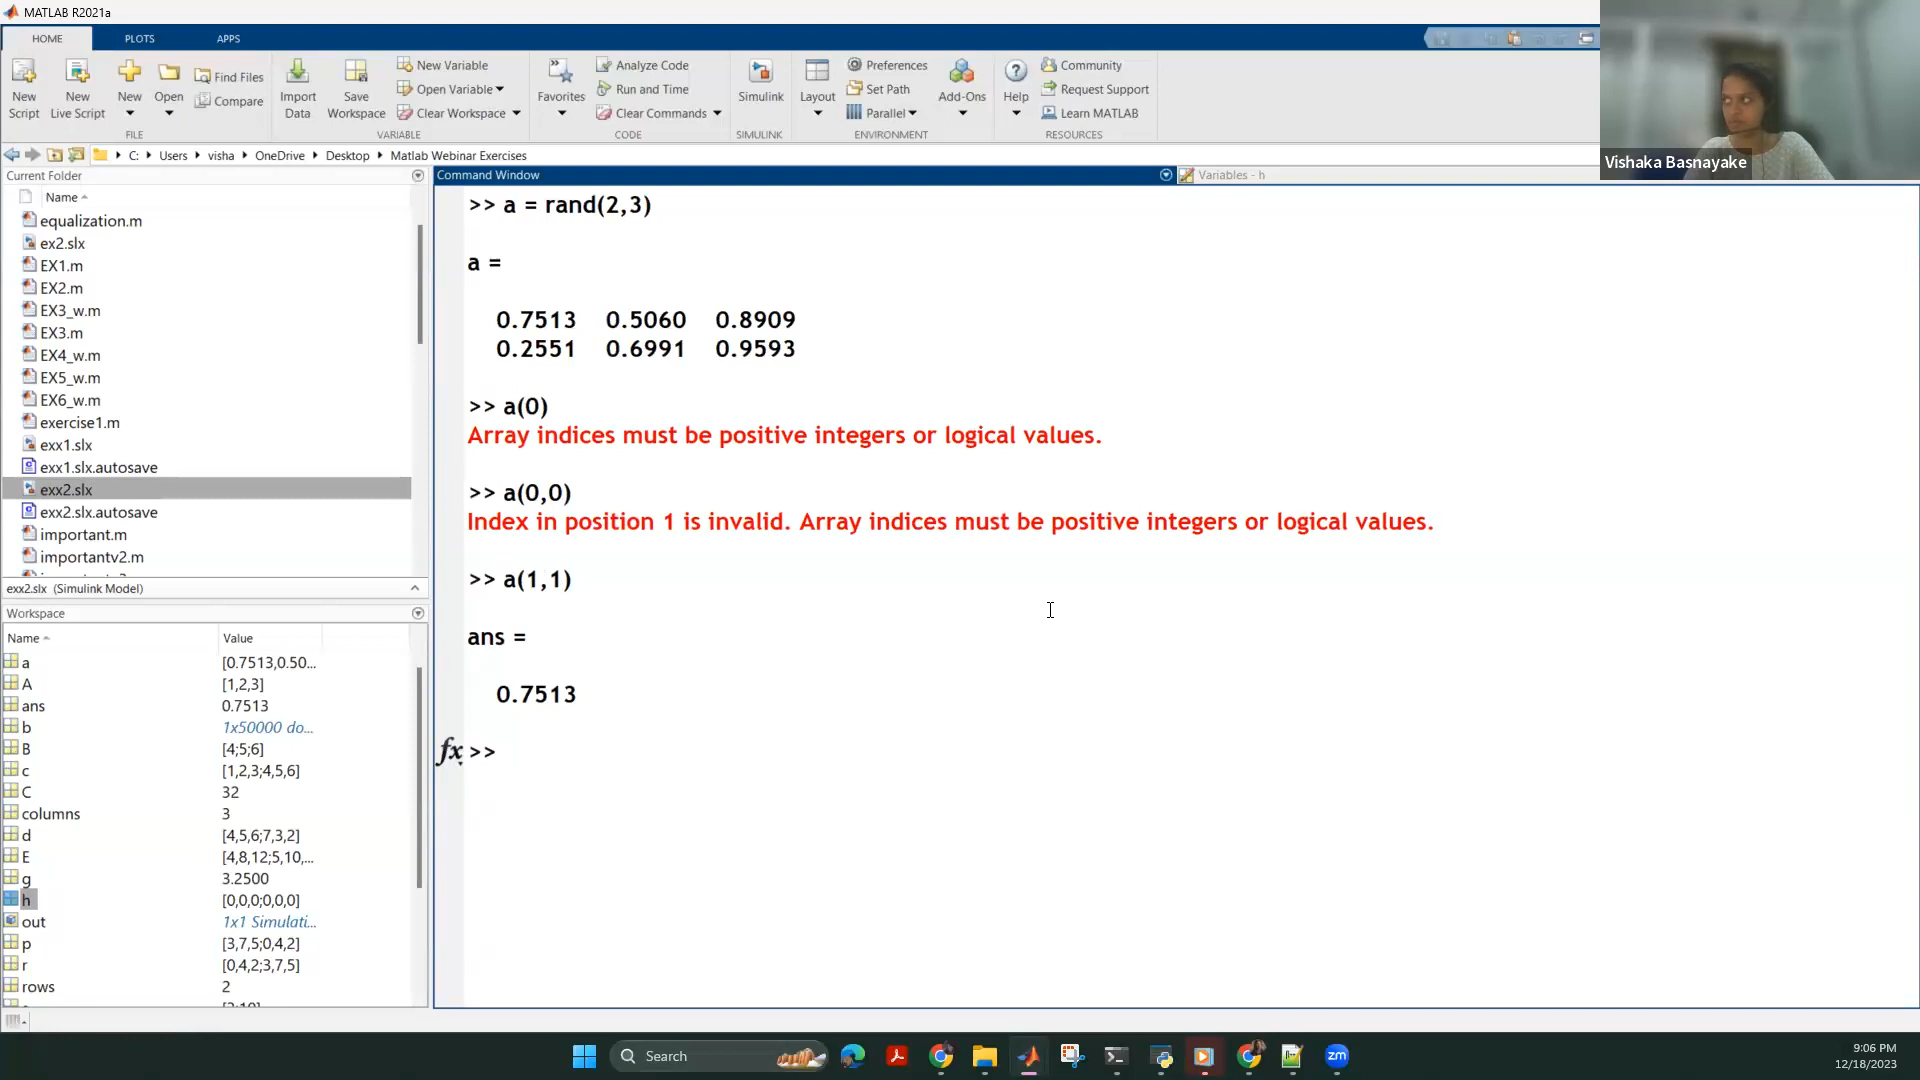 MATLAB R2021a
HOME PLOTS APPS
New Script
New Live Script
New
Open
Find Files
Compare
FILE
Import Data
Save Workspace
New Variable
Open Variable
Clear Workspace
VARIABLE
Favorites
Analyze Code
Run and Time
Clear Commands
CODE
Simulink
SIMULINK
Layout
Preferences
Set Path
Parallel
Add-Ons
ENVIRONMENT
Help
Community
Request Support
Learn MATLAB
RESOURCES
Vishaka Basnayake
C: Users visha OneDrive Desktop Matlab Webinar Exercises
Current Folder
Name
equalization.m
ex2.slx
EX1.m
EX2.m
EX3_w.m
EX3.m
EX4_w.m
EX5_w.m
EX6_w.m
exercise1.m
exx1.slx
exx1.slx.autosave
exx2.slx
exx2.slx.autosave
important.m
importantv2.m
exx2.slx (Simulink Model)
Workspace
Name Value
a [0.7513,0.50...
A [1,2,3]
ans 0.7513
b 1x50000 do...
B [4;5;6]
c [1,2,3;4,5,6]
C 32
columns 3
d [4,5,6;7,3,2]
E [4,8,12;5,10,...
g 3.2500
h [0,0,0;0,0,0]
out 1x1 Simulati...
p [3,7,5;0,4,2]
r [0,4,2;3,7,5]
rows 2
Command Window
Variables - h
>> a = rand(2,3)
a =
0.7513 0.5060 0.8909
0.2551 0.6991 0.9593
>> a(0)
Array indices must be positive integers or logical values.
>> a(0,0)
Index in position 1 is invalid. Array indices must be positive integers or logical values.
>> a(1,1)
ans =
0.7513
fx >>
Search
zm
9:06 PM
12/18/2023